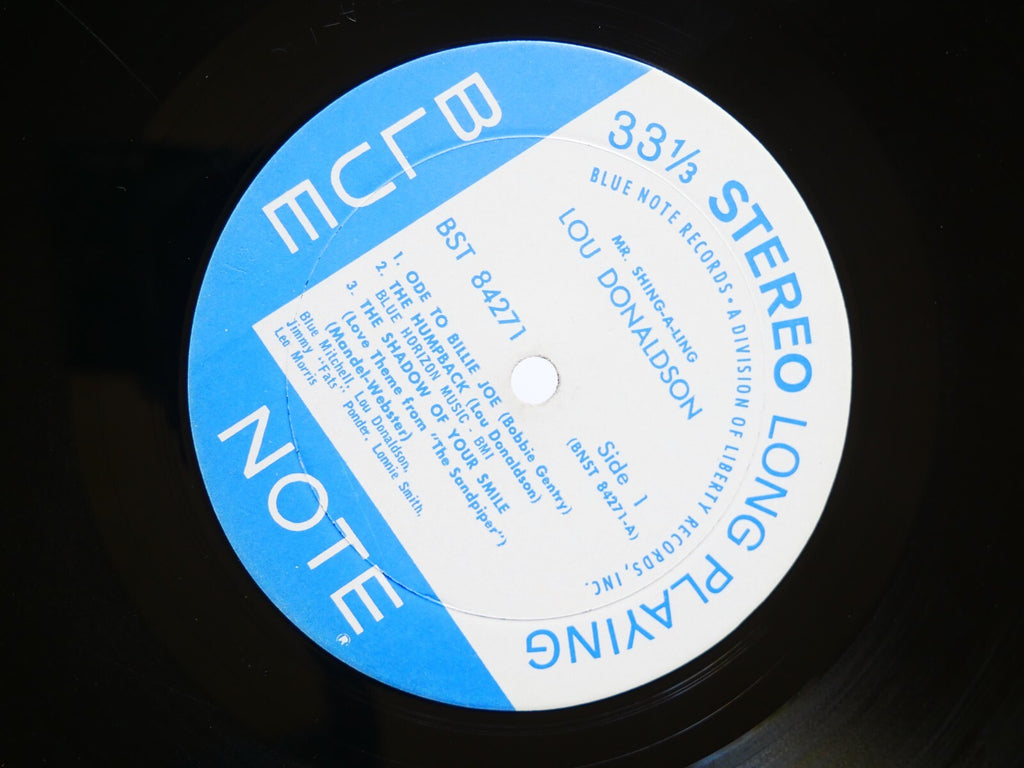 BLUE
NOTE
33 1/3 STEREO LONG PLAYING
BLUE NOTE RECORDS · A DIVISION OF LIBERTY RECORDS, INC.
MR. SHING-A-LING
LOU DONALDSON
BST 84271
Side 1
(BNST 84271-A)
1. ODE TO BILLIE JOE (Bobbie Gentry)
2. THE HUMPBACK (Lou Donaldson)
BLUE HORIZON MUSIC - BMI
3. THE SHADOW OF YOUR SMILE
(Love Theme from "The Sandpiper")
(Mandel-Webster)
Blue Mitchell, Lou Donaldson,
Jimmy "Fats" Ponder, Lonnie Smith,
Leo Morris
®